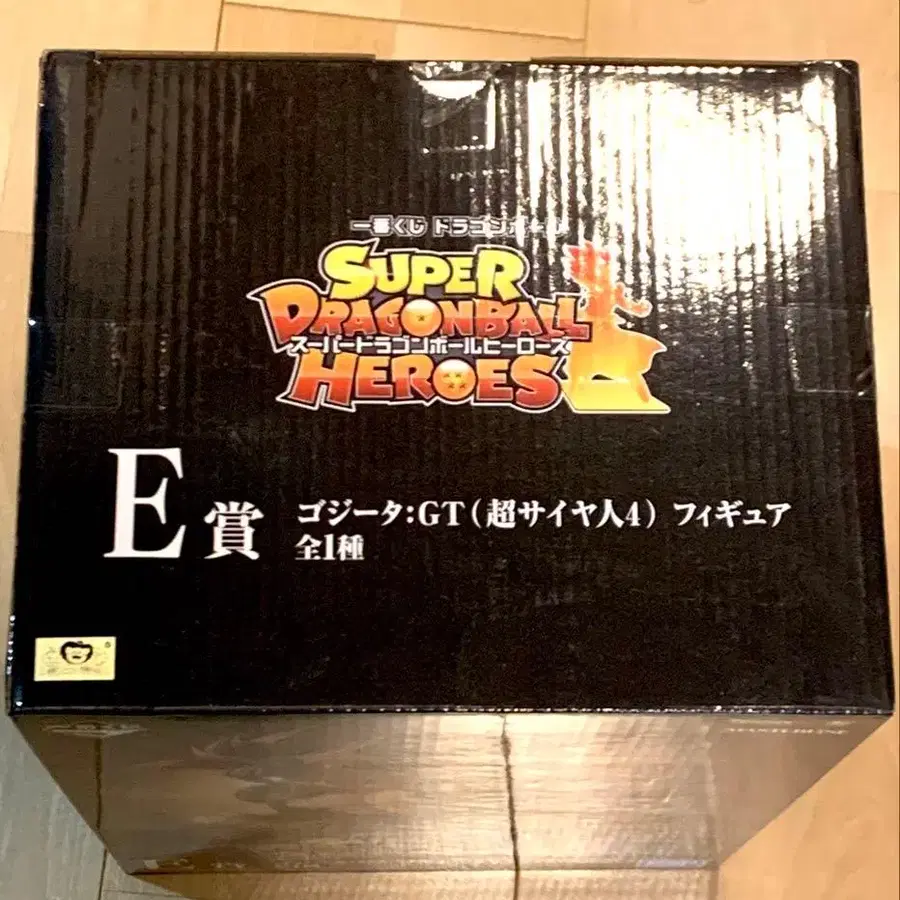 一番くじ ドラゴンボール
SUPER
DRAGONBALL
スーパードラゴンボールヒーローズ
HEROES
E賞
ゴジータ:GT(超サイヤ人4) フィギュア
全1種